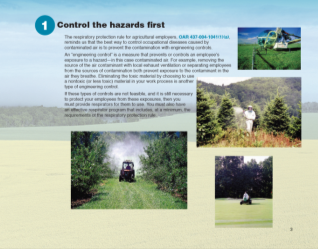 1
Control the hazards first
The respiratory protection rule for agricultural employers, OAR 437-004-1041(1)(a),
reminds us that the best way to control occupational diseases caused by
contaminated air is to prevent the contamination with engineering controls.
An "engineering control" is a measure that prevents or controls an employee's
exposure to a hazard – in this case contaminated air. For example, removing the
source of the air contaminant with local exhaust ventilation or separating employees
from the sources of contamination both prevent exposure to the contaminant in the
air they breathe. Eliminating the toxic material by choosing to use
a nontoxic (or less toxic) material in your work process is another
type of engineering control.
If these types of controls are not feasible, and it is still necessary
to protect your employees from these exposures, then you
must provide respirators for them to use. You must also have
an effective respirator program that includes, at a minimum, the
requirements of the respiratory protection rule.